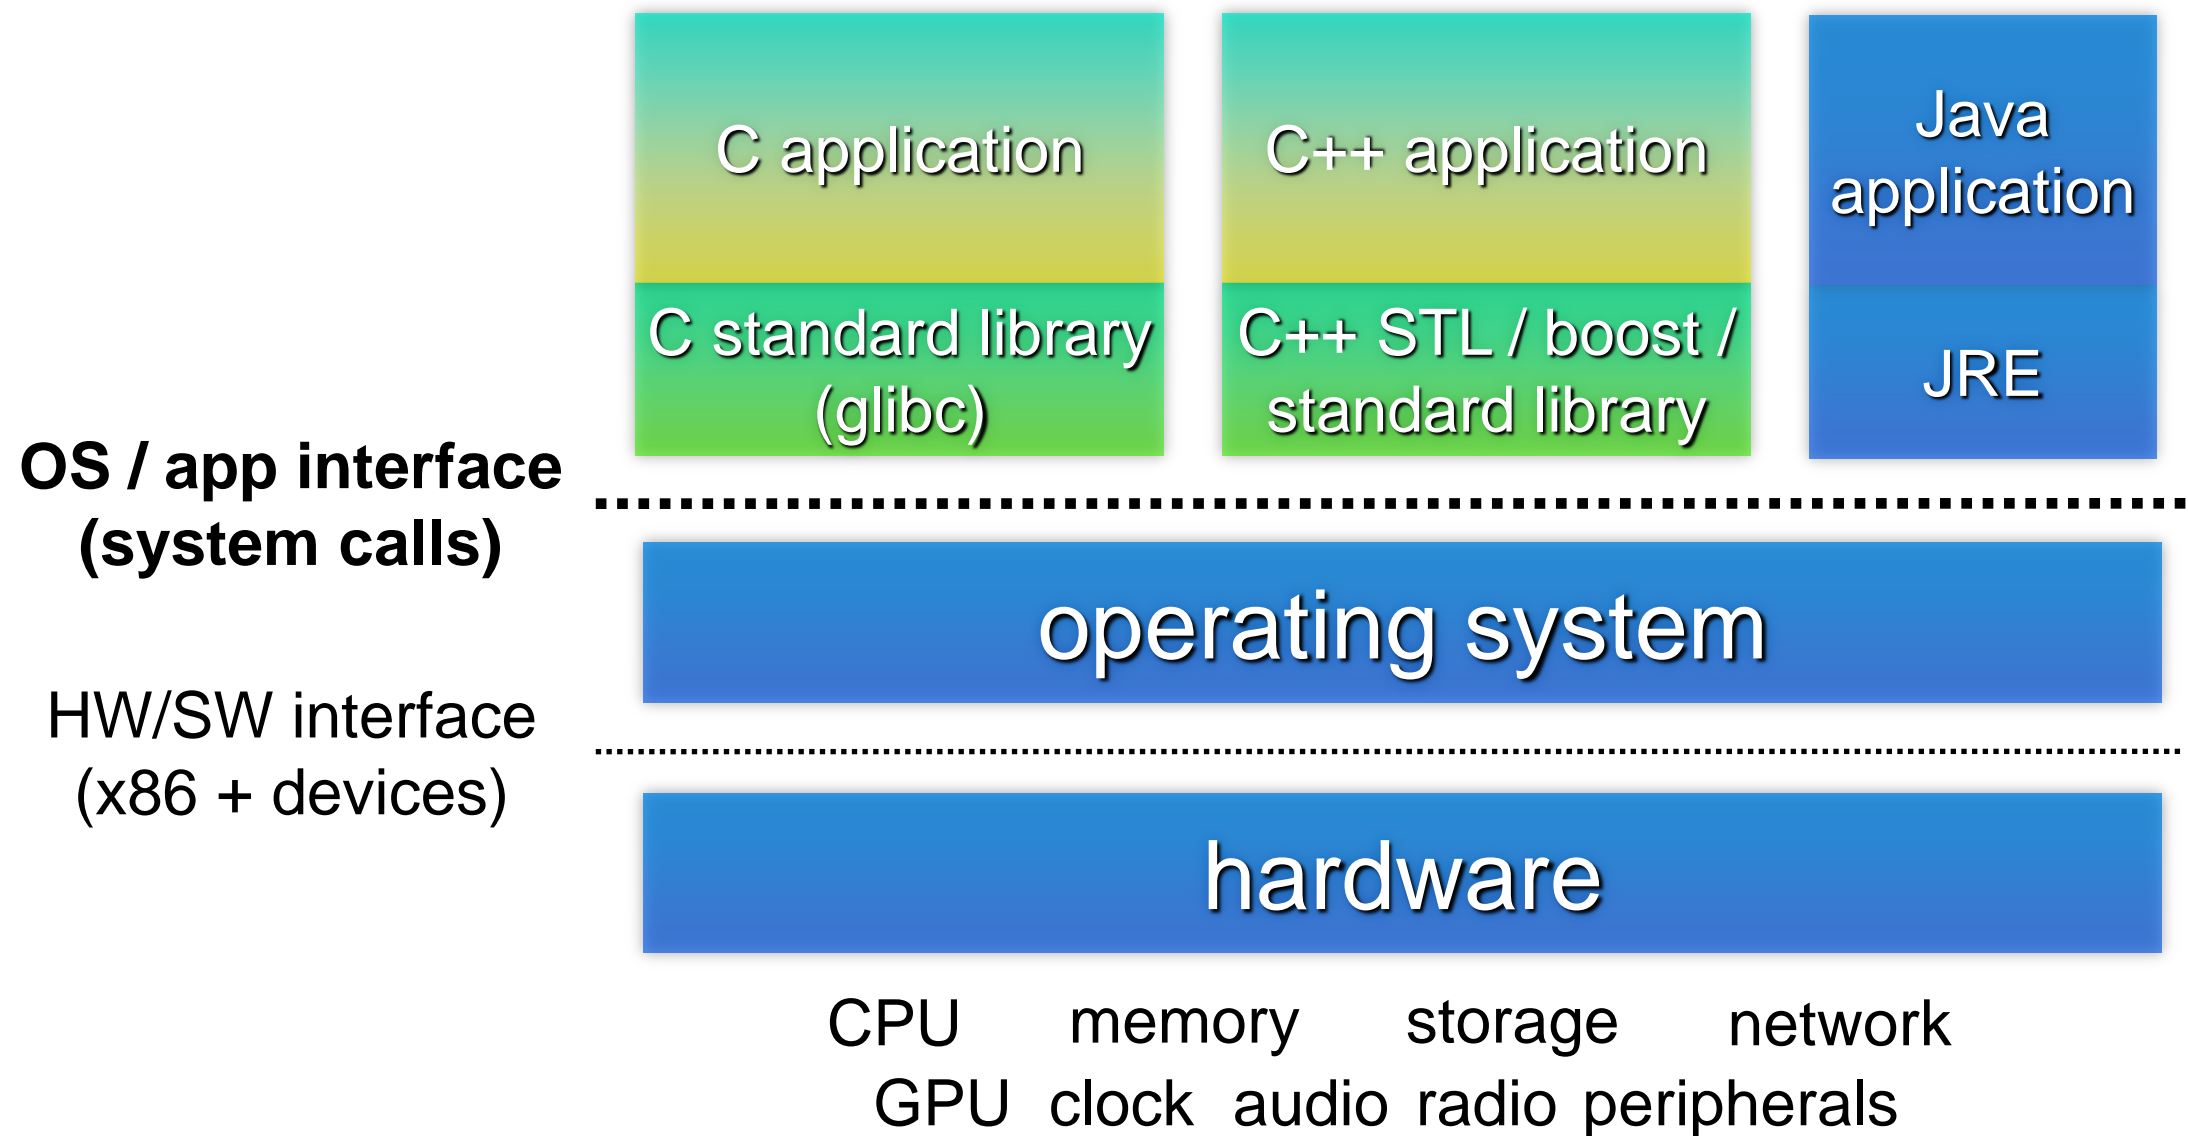 C application
C++ application
Java
application
C standard library
(glibc)
C++ STL / boost /
standard library
JRE
OS / app interface
(system calls)
operating system
HW/SW interface
(x86 + devices)
hardware
CPU memory storage network
GPU clock audio radio peripherals